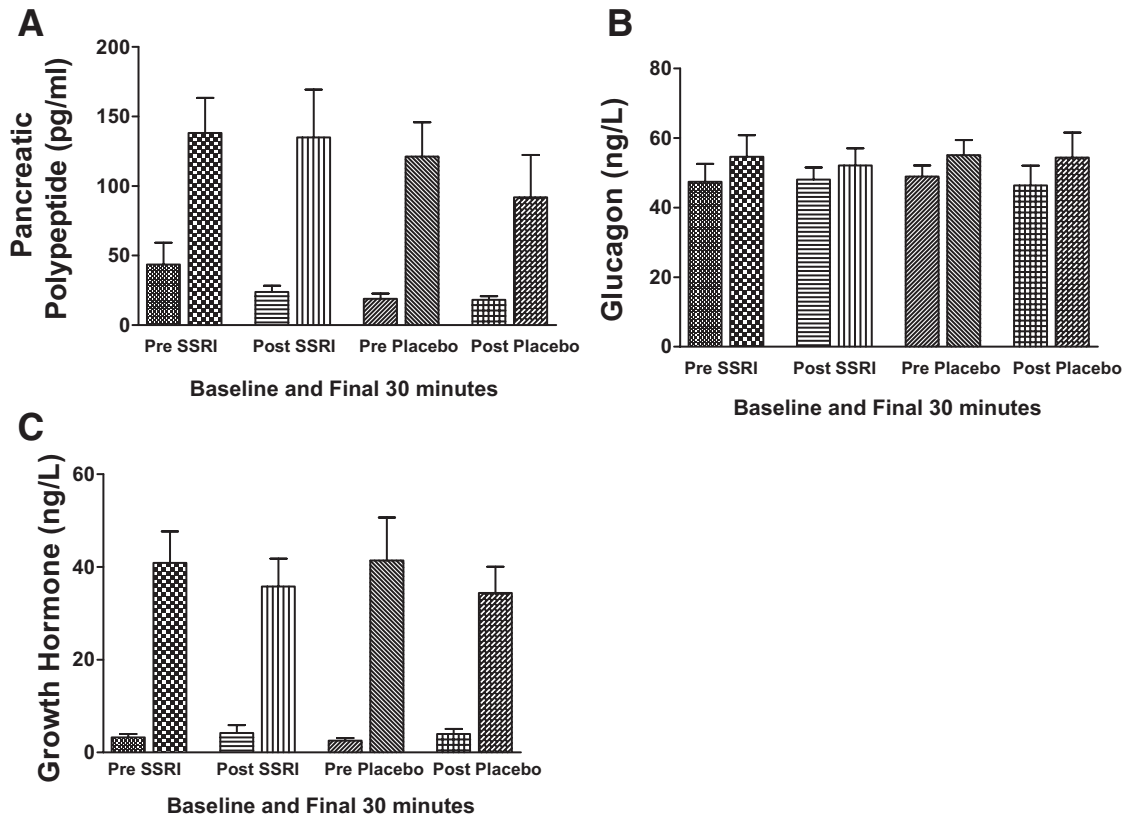 A
Pancreatic
Polypeptide (pg/ml)
200
150
100
50
0
Pre SSRI Post SSRI Pre Placebo Post Placebo
Baseline and Final 30 minutes
B
Glucagon (ng/L)
80
60
40
20
0
Pre SSRI Post SSRI Pre Placebo Post Placebo
Baseline and Final 30 minutes
C
Growth Hormone (ng/L)
60
40
20
0
Pre SSRI Post SSRI Pre Placebo Post Placebo
Baseline and Final 30 minutes